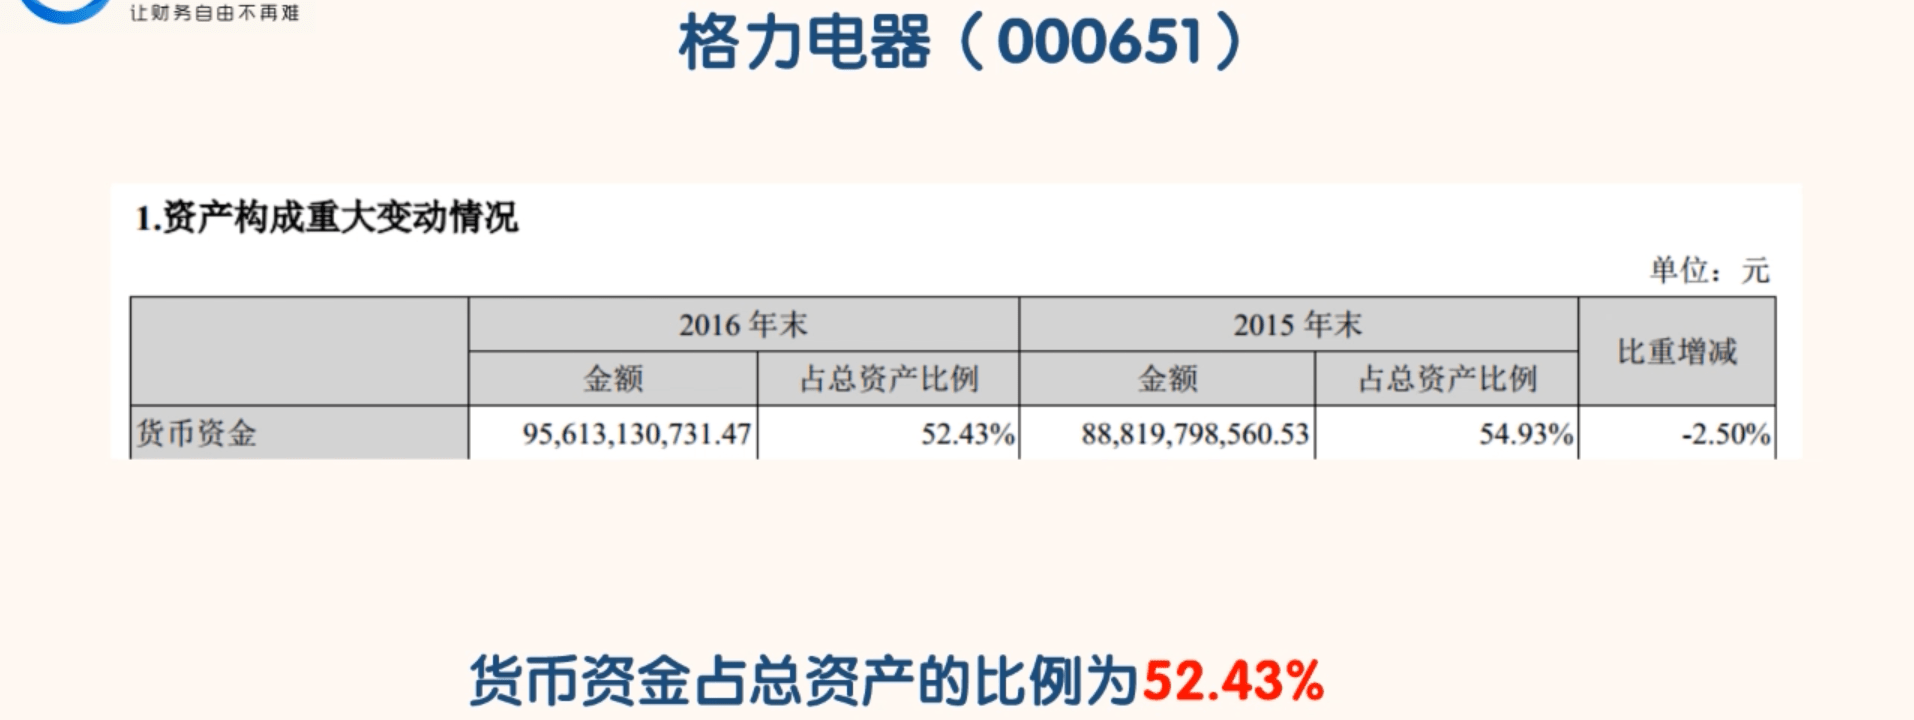 让财务自由不再难
格力电器（000651）
1.资产构成重大变动情况
单位：元
2016 年末 2015 年末 比重增减
金额 占总资产比例 金额 占总资产比例
货币资金 95,613,130,731.47 52.43% 88,819,798,560.53 54.93% -2.50%
货币资金占总资产的比例为52.43%